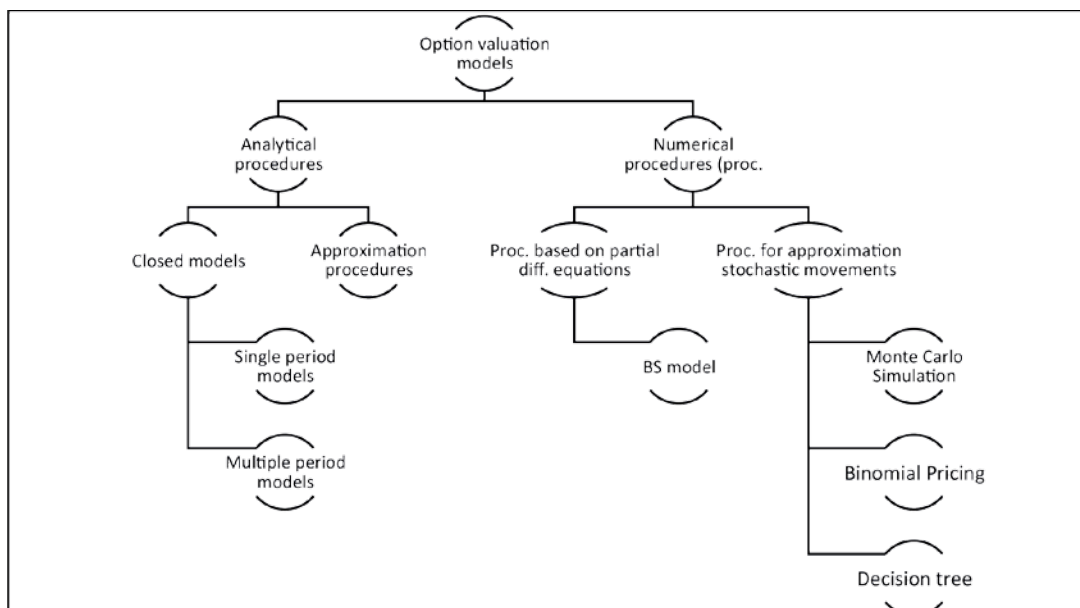 Option valuation
models
Analytical
procedures
Numerical
procedures (proc.
Closed models
Approximation
procedures
Proc. based on partial
diff. equations
Proc. for approximation
stochastic movements
Single period
models
BS model
Monte Carlo
Simulation
Multiple period
models
Binomial Pricing
Decision tree